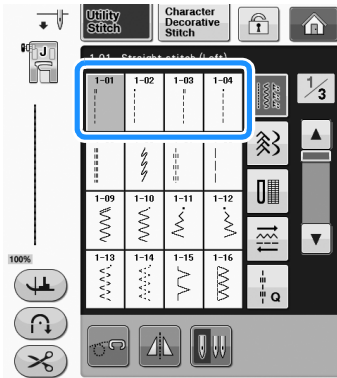 Utility
Stitch
Character
Decorative
Stitch
J
1-01 Straight stitch (Left)
1/3
1-01 1-02 1-03 1-04
1-09 1-10 1-11 1-12
1-13 1-14 1-15 1-16
100%
Q